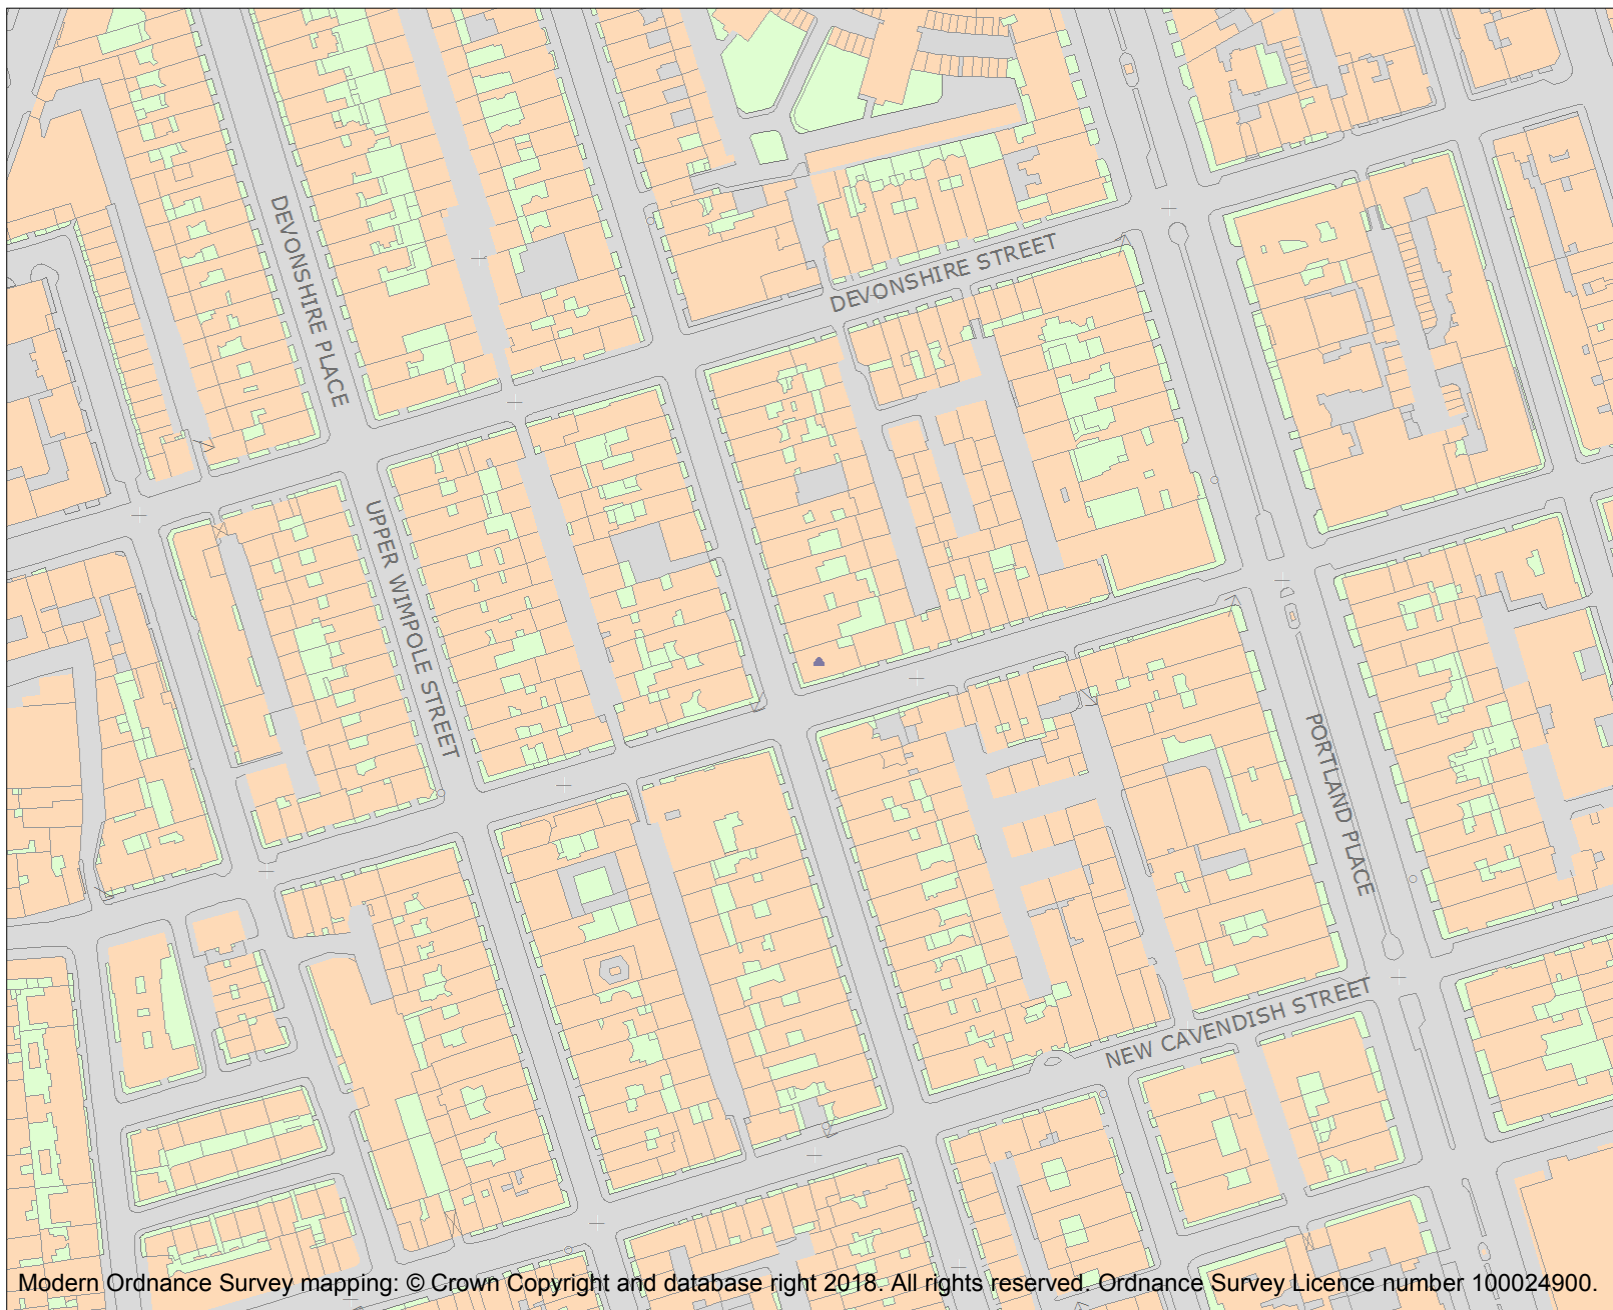 DEVONSHIRE PLACE
DEVONSHIRE STREET
UPPER WIMPOLE STREET
PORTLAND PLACE
NEW CAVENDISH STREET
Modern Ordnance Survey mapping: © Crown Copyright and database right 2018. All rights reserved. Ordnance Survey Licence number 100024900.